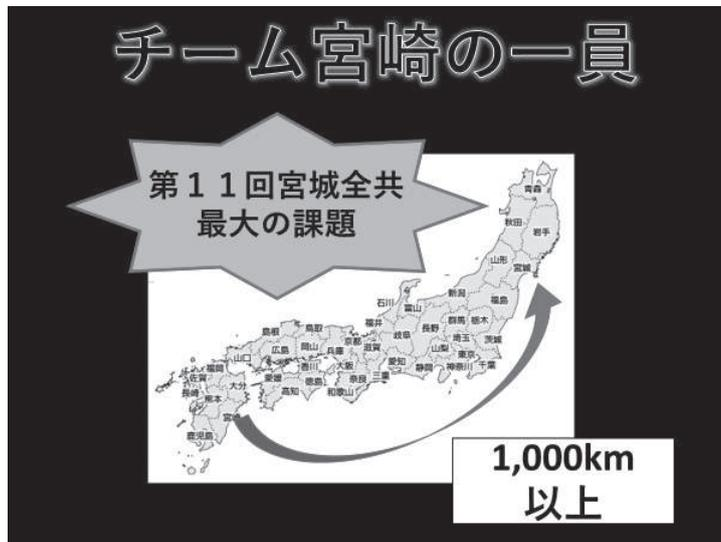 チーム宮崎の一員
第１１回宮城全共
最大の課題
青森
秋田
岩手
山形
宮城
新潟
福島
石川
富山
福井
群馬
栃木
長野
岐阜
埼玉
茨城
山梨
東京
千葉
神奈川
静岡
愛知
島根
鳥取
京都
滋賀
山口
広島
岡山
兵庫
大阪
奈良
三重
和歌山
香川
愛媛
徳島
高知
福岡
佐賀
大分
長崎
熊本
宮崎
鹿児島
1,000km
以上